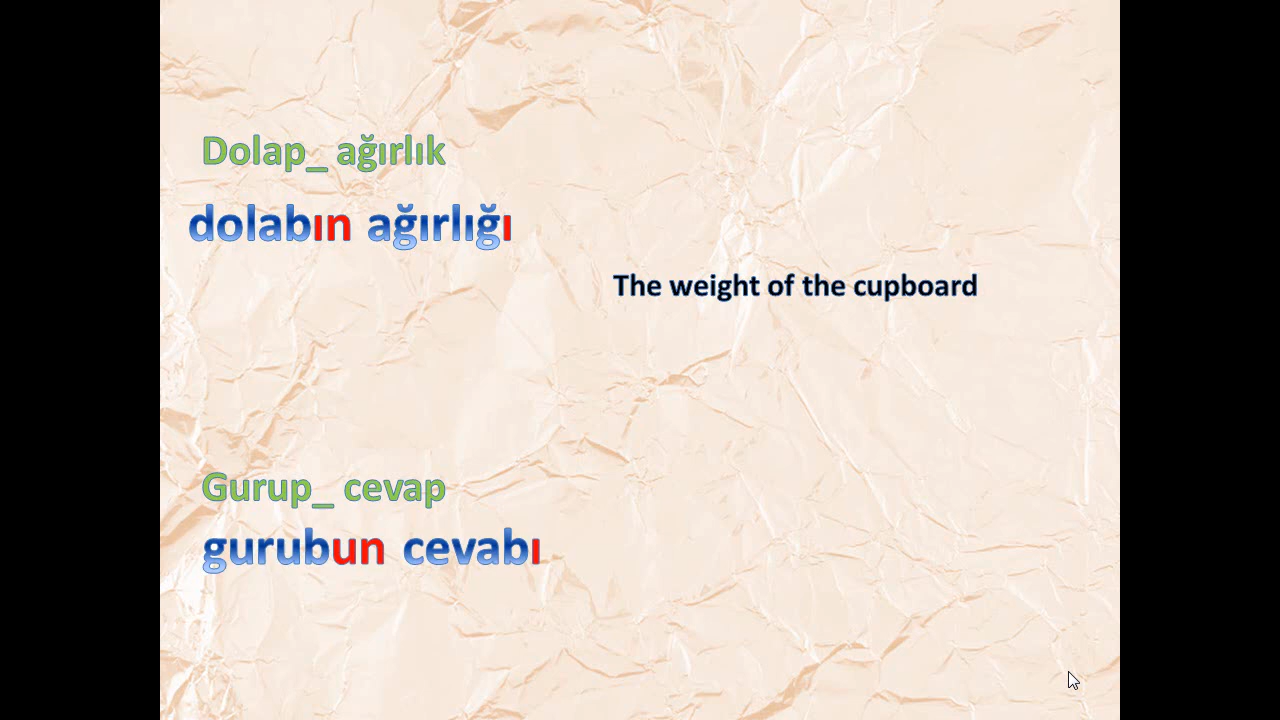 Dolap_ ağırlık
dolabın ağırlığı
The weight of the cupboard
Gurup_ cevap
gurubun cevabı